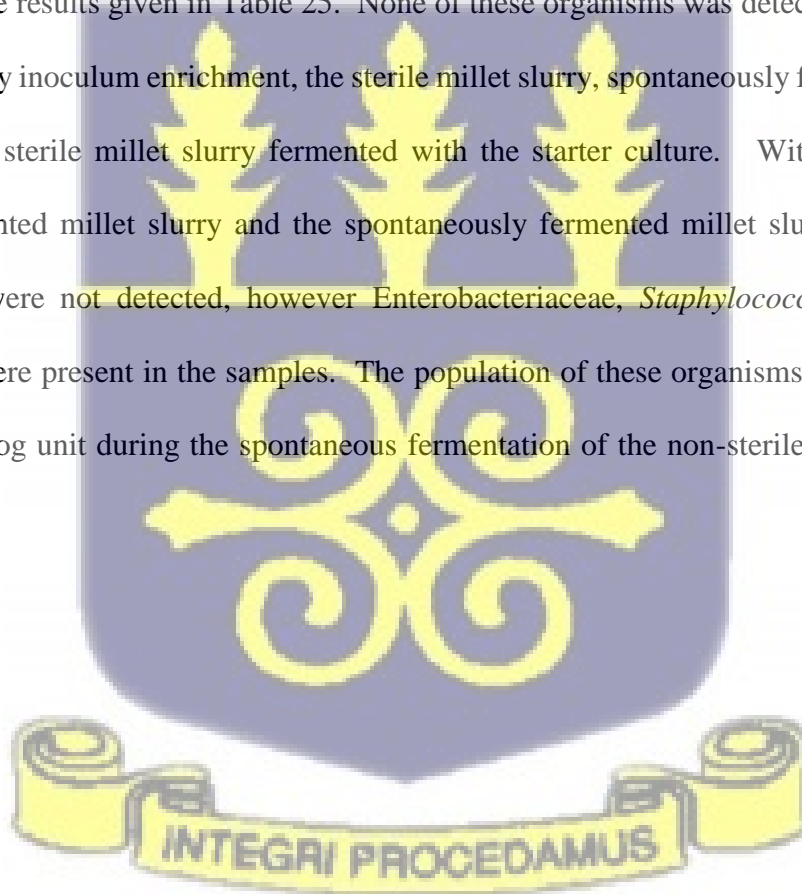 results given in Table 25. None of these organisms was detec
inoculum enrichment, the sterile millet slurry, spontaneously f
sterile millet slurry fermented with the starter culture. Wit
nted millet slurry and the spontaneously fermented millet slu
were not detected, however Enterobacteriaceae, Staphylococc
ere present in the samples. The population of these organisms
og unit during the spontaneous fermentation of the non-sterile
INTEGRI PROCEDAMUS